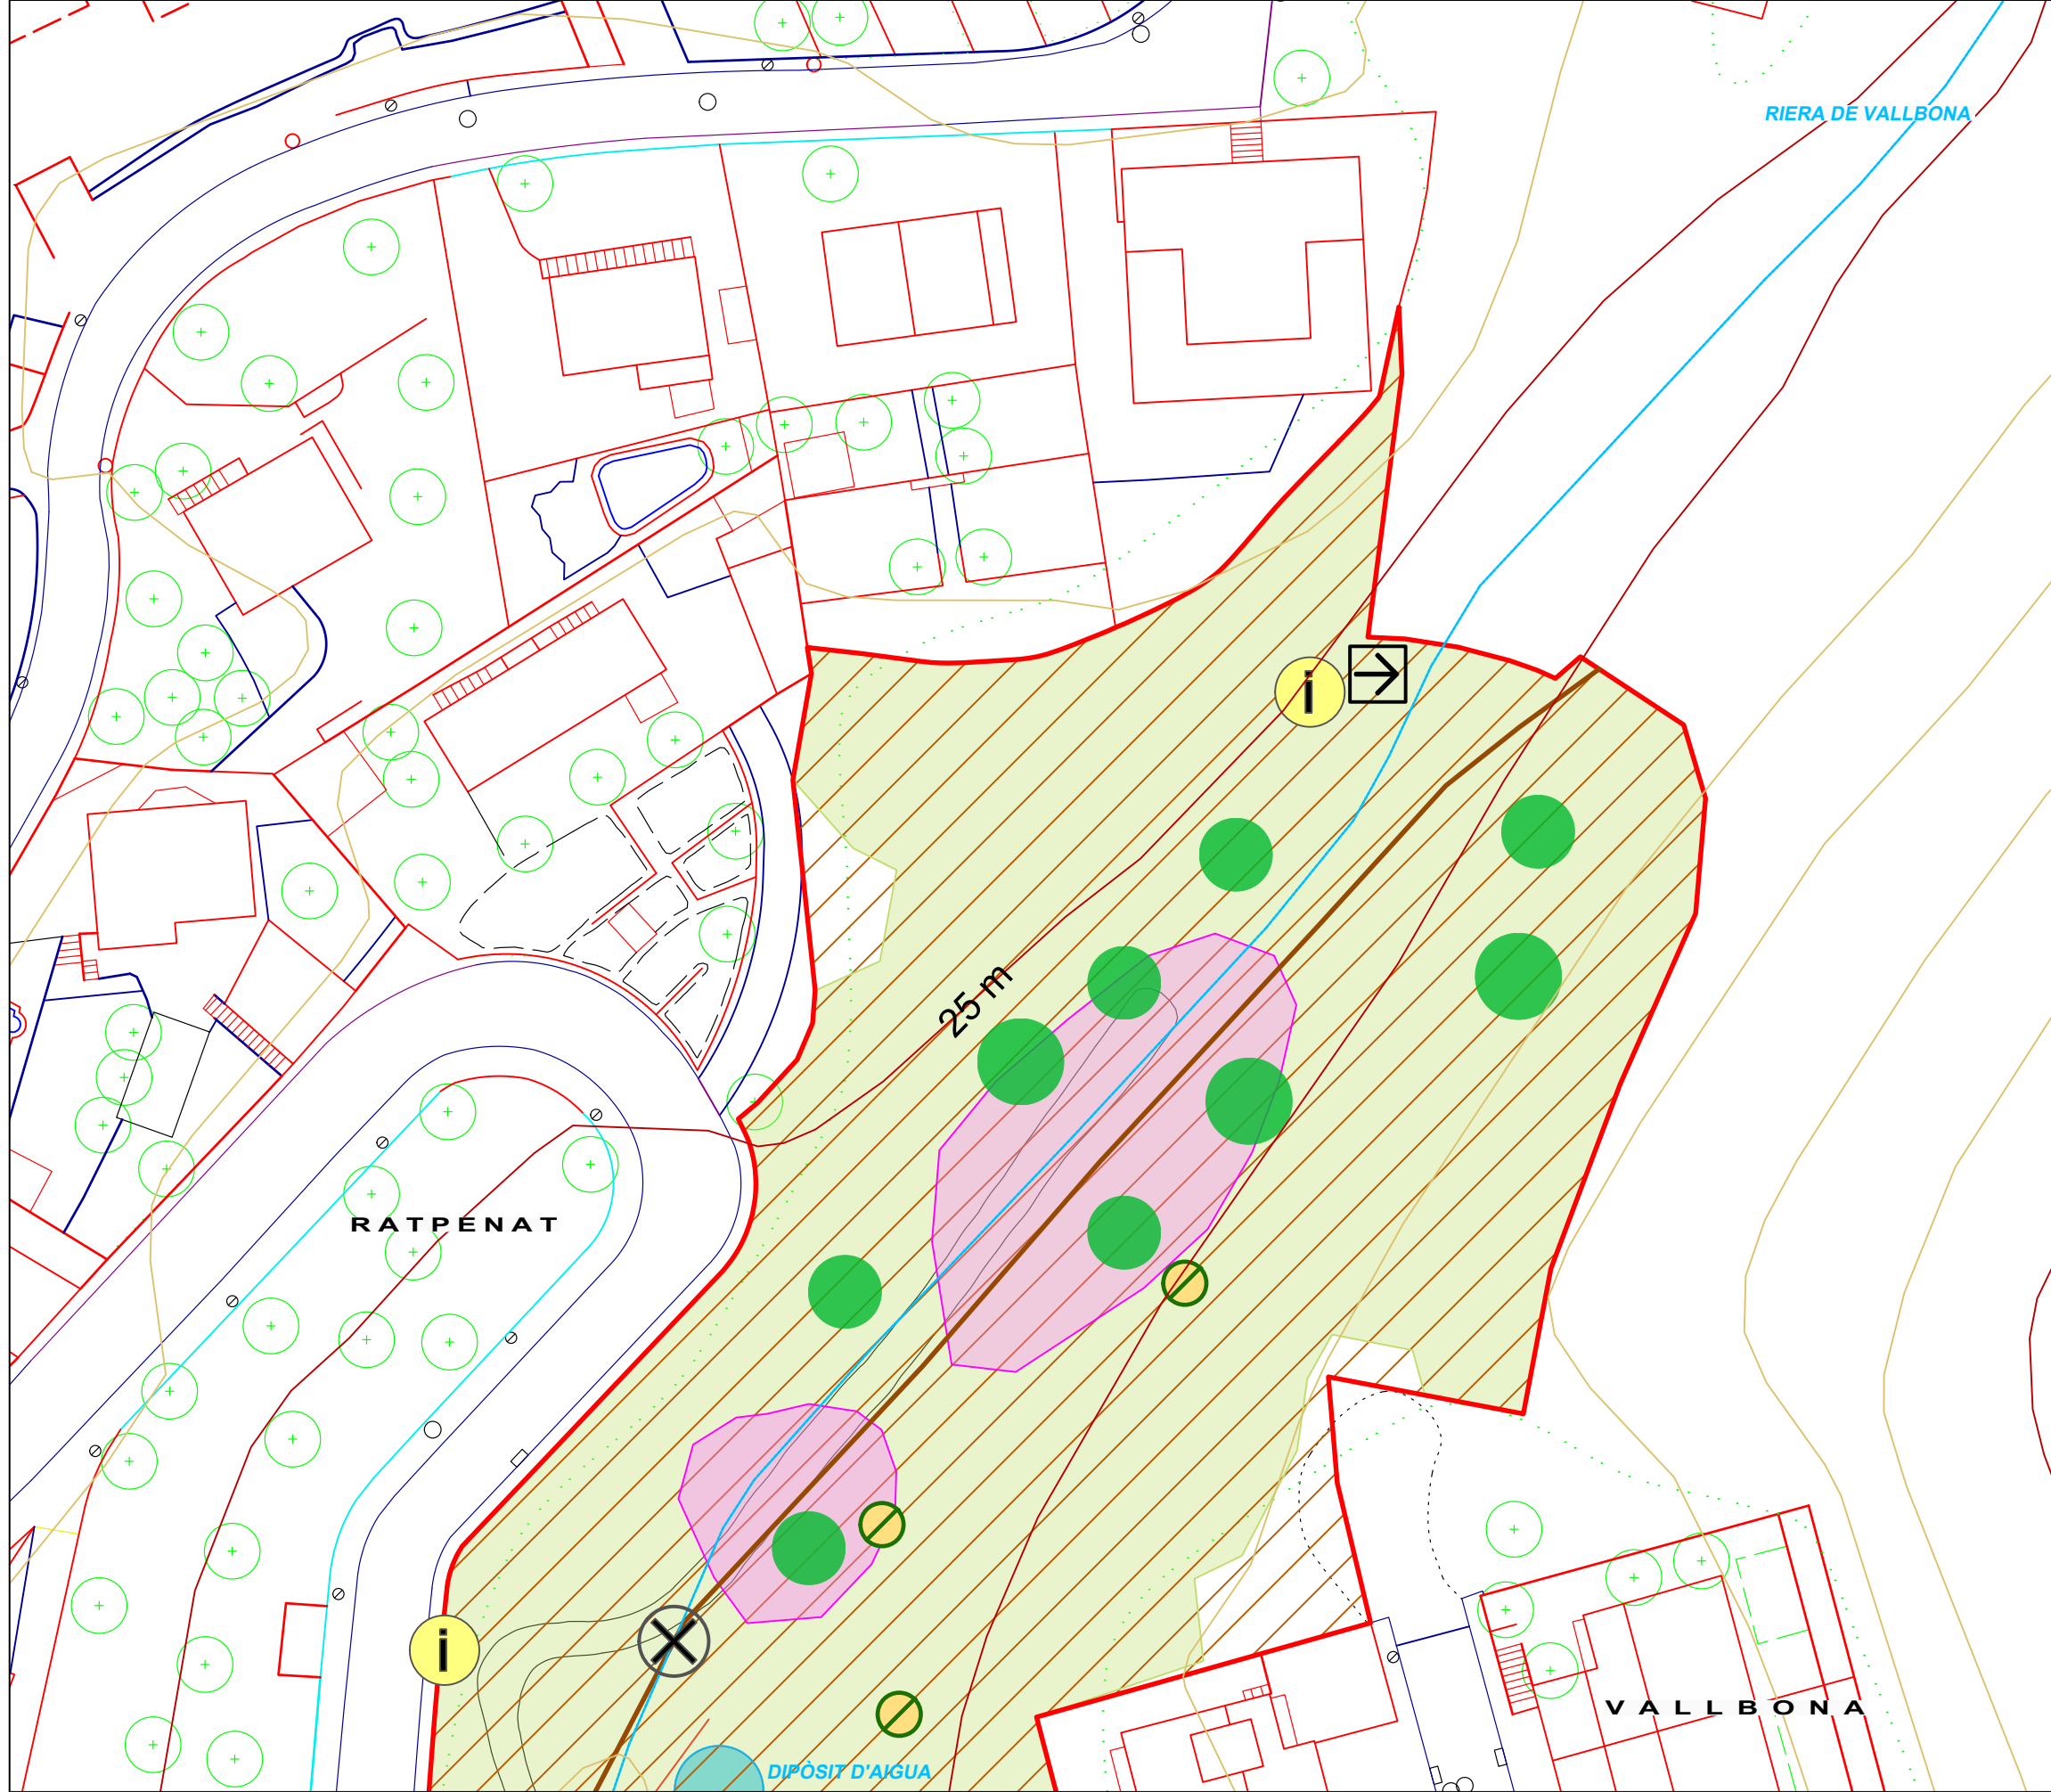 RIERA DE VALLBONA
i
25 m
RATPENAT
i
VALLBONA
DIPÒSIT D'AIGUA